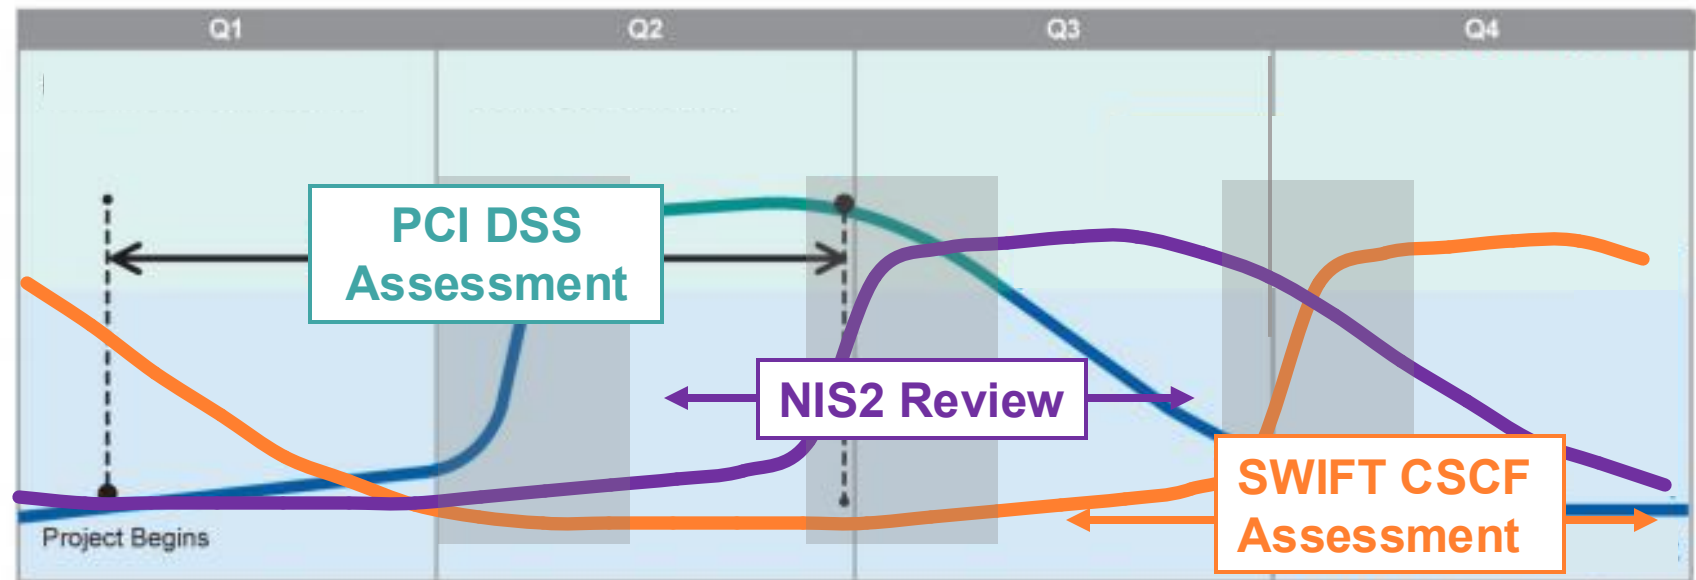 Q1
Q2
Q3
Q4
PCI DSS
Assessment
NIS2 Review
SWIFT CSCF
Assessment
Project Begins